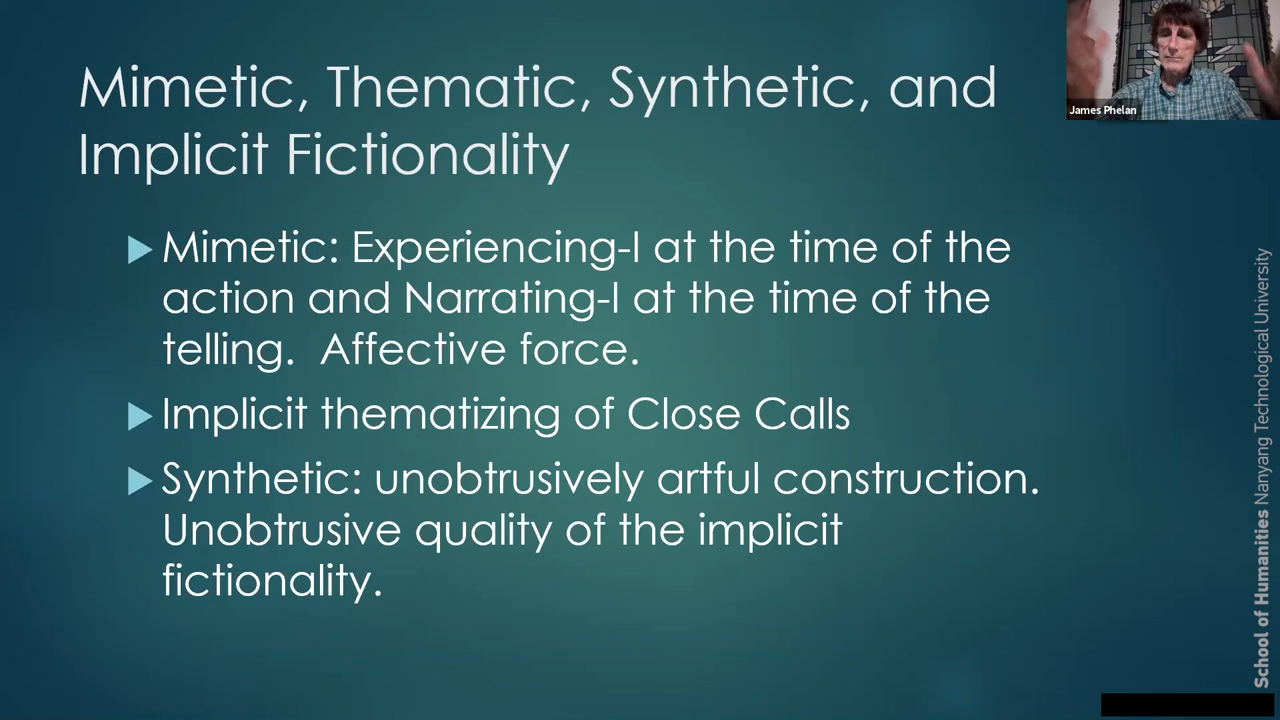 Mimetic, Thematic, Synthetic, and
Implicit Fictionality
Mimetic: Experiencing-I at the time of the
action and Narrating-I at the time of the
telling.  Affective force.
Implicit thematizing of Close Calls
Synthetic: unobtrusively artful construction.
Unobtrusive quality of the implicit
fictionality.
James Phelan
School of Humanities Nanyang Technological University